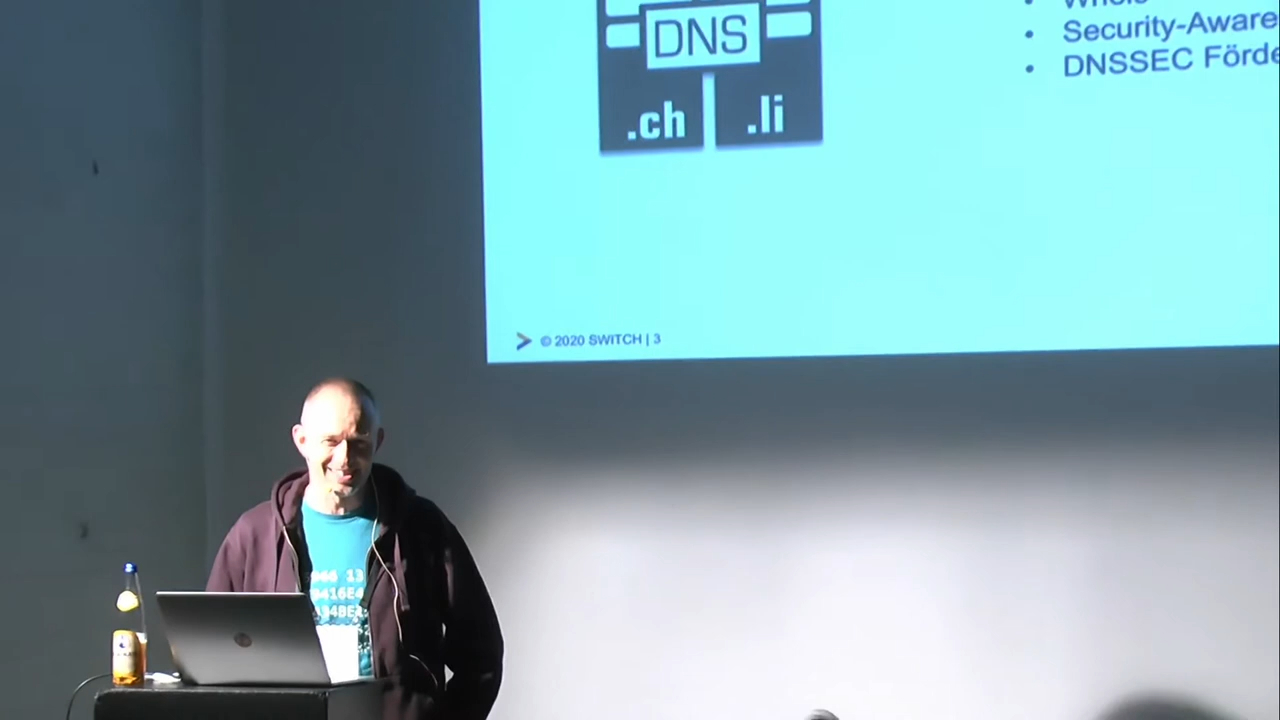 DNS
.ch
.li
Security-Aware
DNSSEC Förde
© 2020 SWITCH | 3